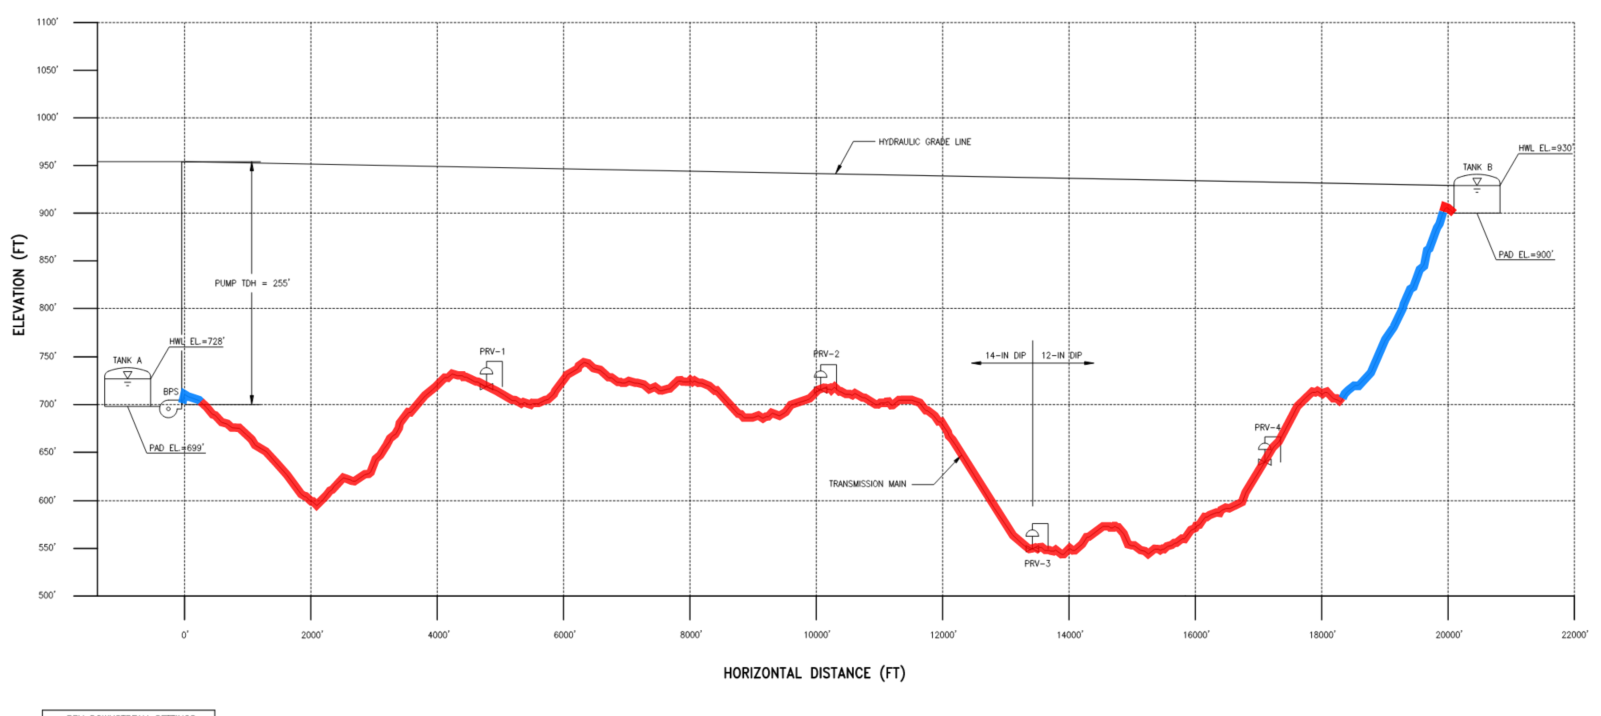 1100'
1050'
1000'
950'
900'
850'
800'
750'
700'
650'
600'
550'
500'
ELEVATION (FT)
HYDRAULIC GRADE LINE
HWL EL.=930'
TANK B
PAD EL.=900'
PUMP TDH = 255'
HWL EL.=728'
TANK A
BPS
PAD EL.=699'
PRV-1
PRV-2
14-IN DIP
12-IN DIP
PRV-4
TRANSMISSION MAIN
PRV-3
0'
2000'
4000'
6000'
8000'
10000'
12000'
14000'
16000'
18000'
20000'
22000'
HORIZONTAL DISTANCE (FT)